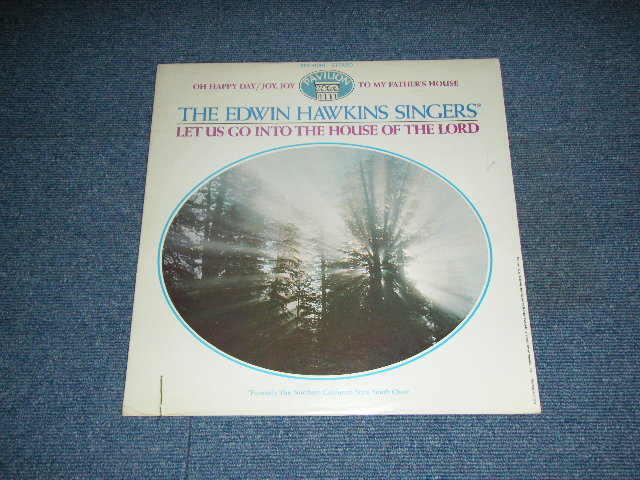 STEREO
OH HAPPY DAY/JOY, JOY PAVILION TO MY FATHER'S HOUSE
THE EDWIN HAWKINS SINGERS*
LET US GO INTO THE HOUSE OF THE LORD
*Formerly The Northern California State Youth Choir